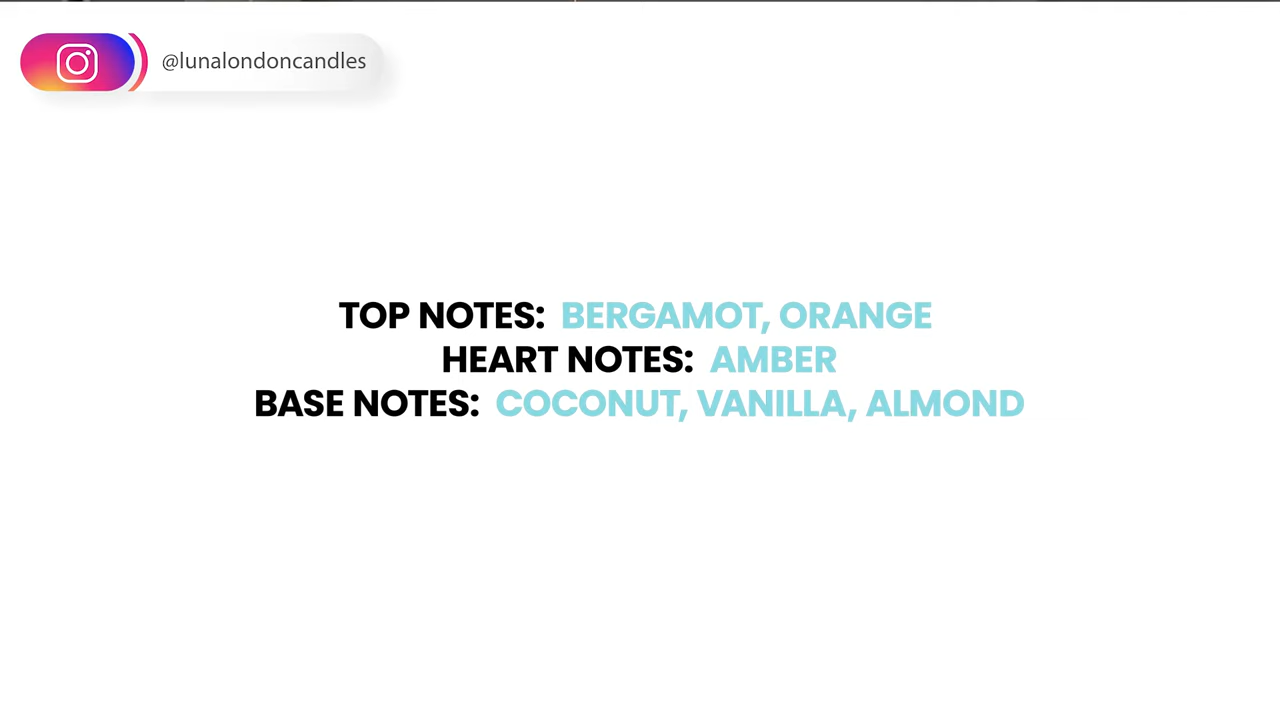 @lunalondoncandles
TOP NOTES: BERGAMOT, ORANGE
HEART NOTES: AMBER
BASE NOTES: COCONUT, VANILLA, ALMOND